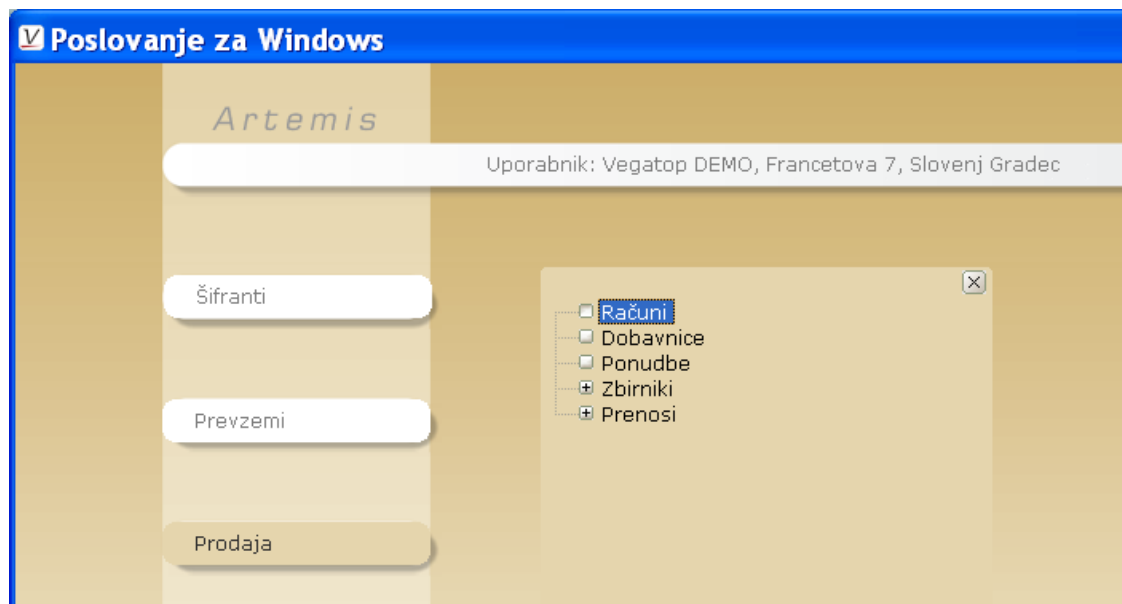 Poslovanje za Windows
Artemis
Uporabnik: Vegatop DEMO, Francetova 7, Slovenj Gradec
Šifranti
Prevzemi
Prodaja
Računi
Dobavnice
Ponudbe
Zbirniki
Prenosi